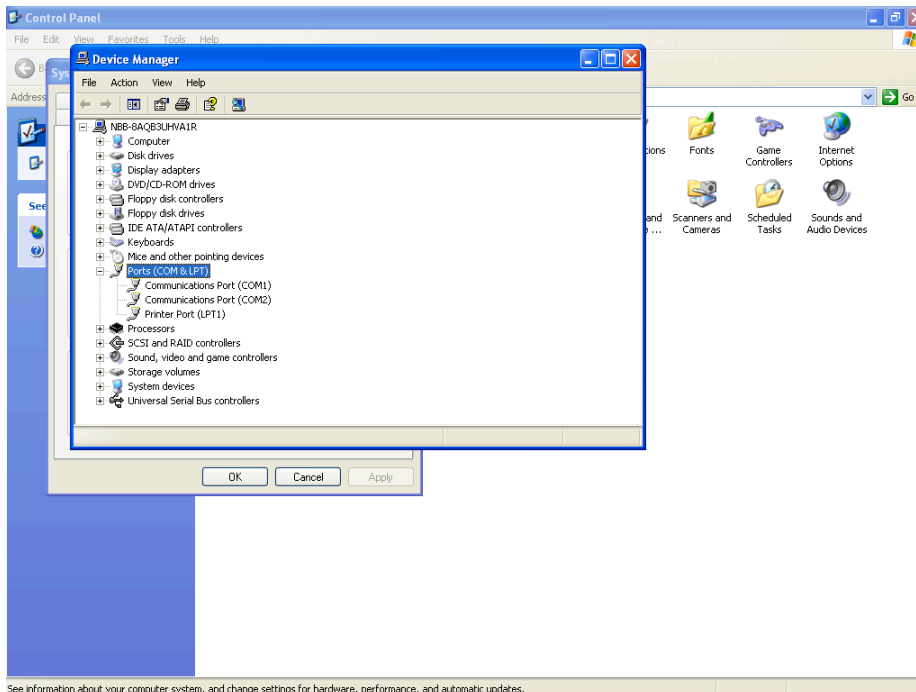 Control Panel
File Edit View Favorites Tools Help
Device Manager
Sys
File Action View Help
Address
Go
NBB-8AQB3UHVA1R
Computer
Disk drives
Display adapters
DVD/CD-ROM drives
Floppy disk controllers
Floppy disk drives
IDE ATA/ATAPI controllers
Keyboards
Mice and other pointing devices
Ports (COM & LPT)
Communications Port (COM1)
Communications Port (COM2)
Printer Port (LPT1)
Processors
SCSI and RAID controllers
Sound, video and game controllers
Storage volumes
System devices
Universal Serial Bus controllers
See
ions Fonts Game Controllers Internet Options
and Scanners and Cameras Scheduled Tasks Sounds and Audio Devices
OK Cancel Apply
See information about your computer system, and change settings for hardware, performance, and automatic updates.